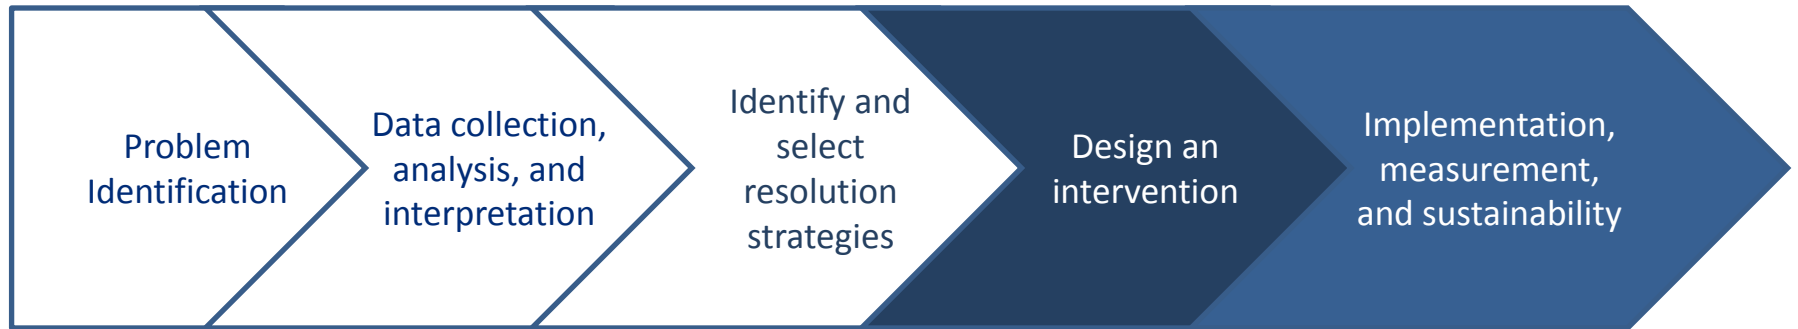 Problem
Identification
Data collection,
analysis, and
interpretation
Identify and
select
resolution
strategies
Design an
intervention
Implementation,
measurement,
and sustainability